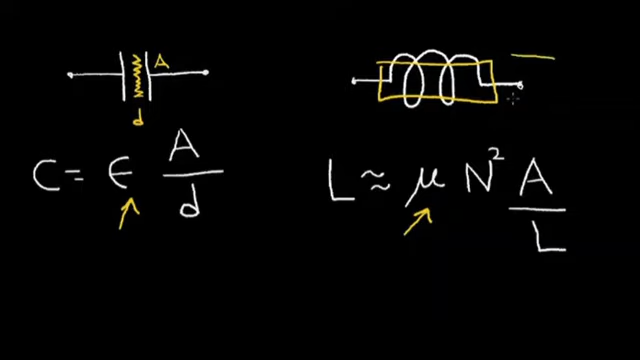 A
d
C = ϵ A/d
L ≈ μ N² A/L